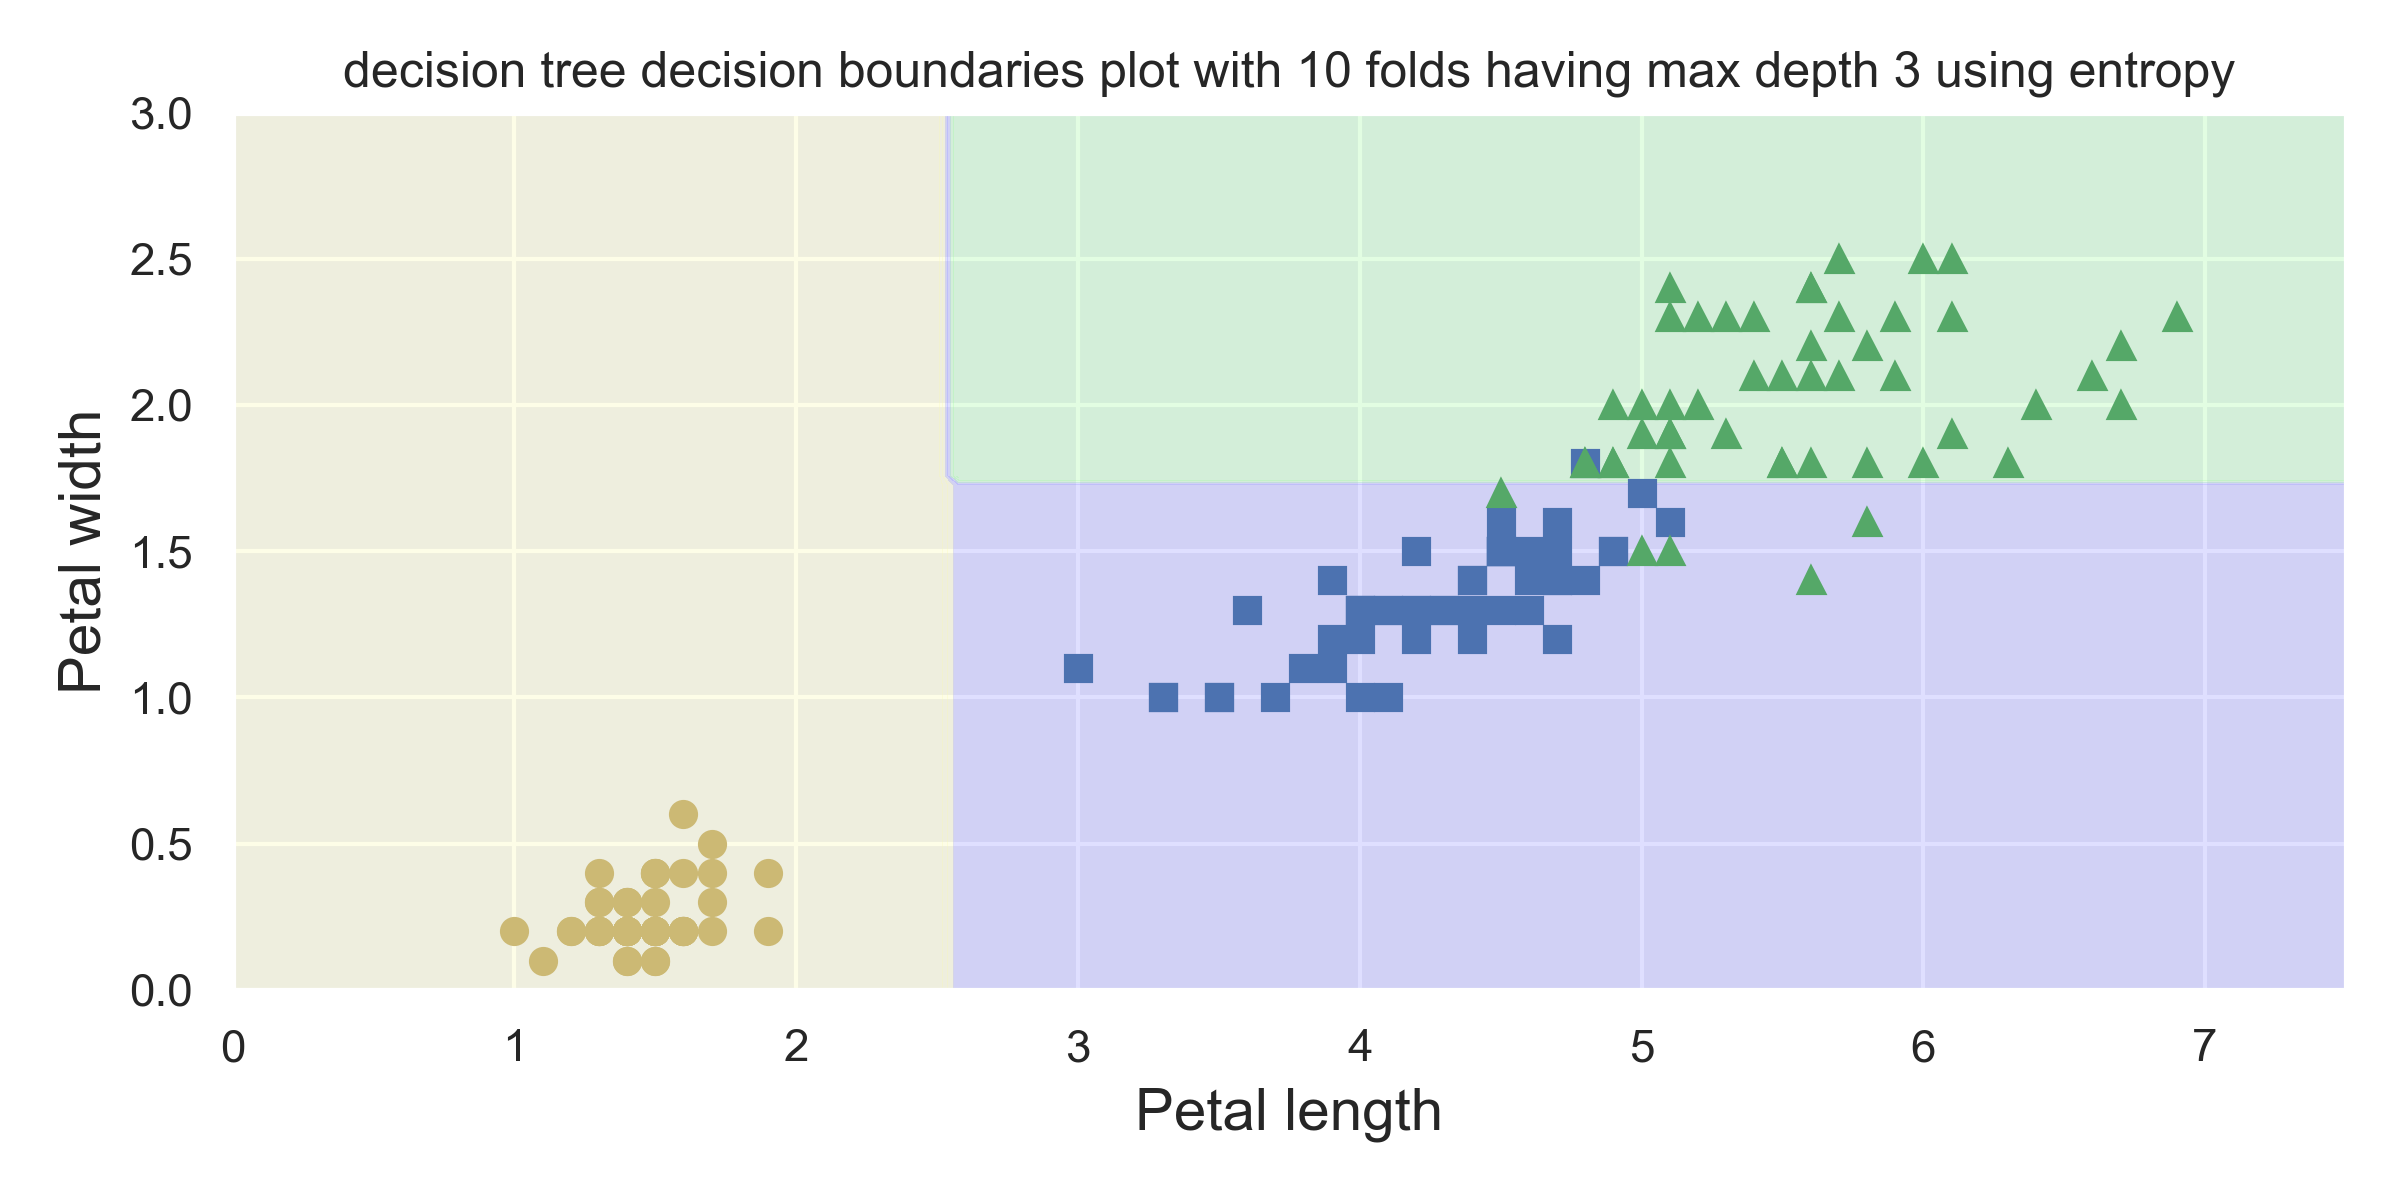 decision tree decision boundaries plot with 10 folds having max depth 3 using entropy
3.0
2.5
2.0
1.5
1.0
0.5
0.0
Petal width
0 1 2 3 4 5 6 7
Petal length